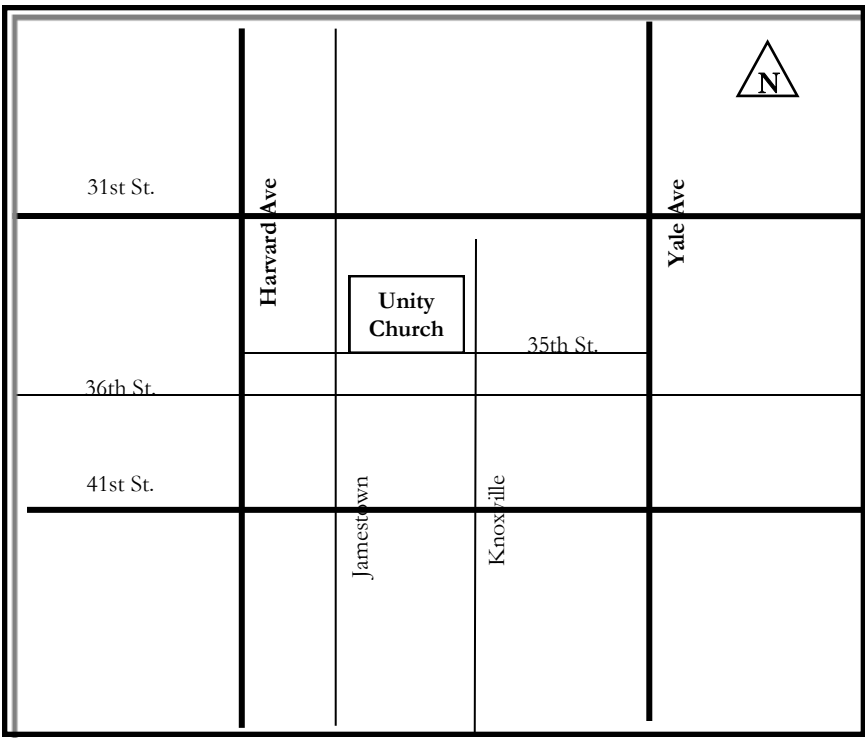 N
31st St.
Harvard Ave
Yale Ave
Unity
Church
35th St.
36th St.
41st St.
Jamestown
Knoxville